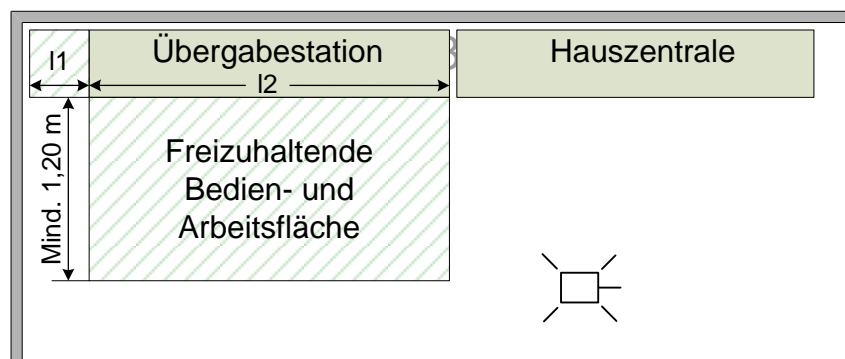 Übergabestation
Hauszentrale
l1
l2
Mind. 1,20 m
Freizuhaltende
Bedien- und
Arbeitsfläche